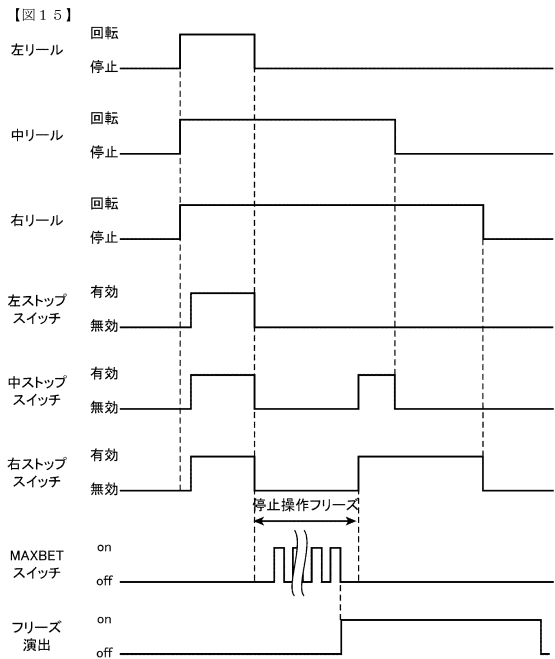 【図１５】
左リール
回転
停止
中リール
回転
停止
右リール
回転
停止
左ストップ
スイッチ
有効
無効
中ストップ
スイッチ
有効
無効
右ストップ
スイッチ
有効
無効
停止操作フリーズ
MAXBET
スイッチ
on
off
フリーズ
演出
on
off